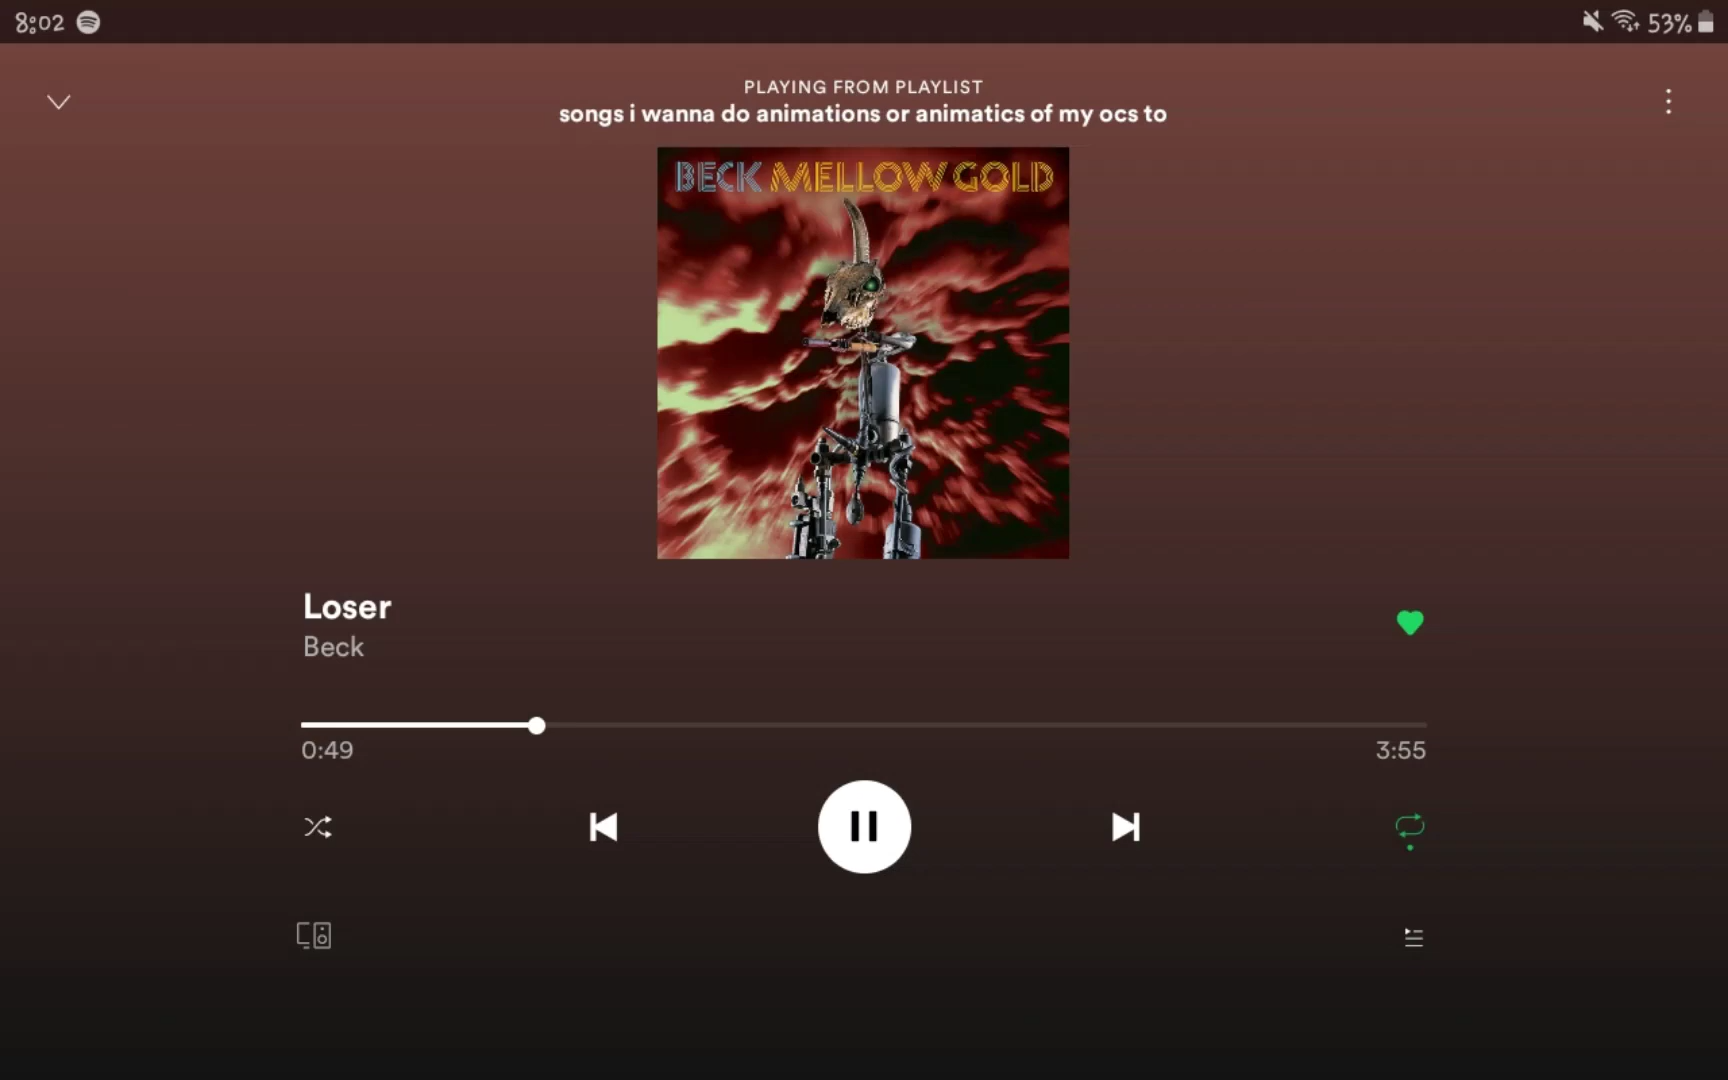 8:02
53%
PLAYING FROM PLAYLIST
songs i wanna do animations or animatics of my ocs to
BECK MELLOW GOLD
Loser
Beck
0:49
3:55